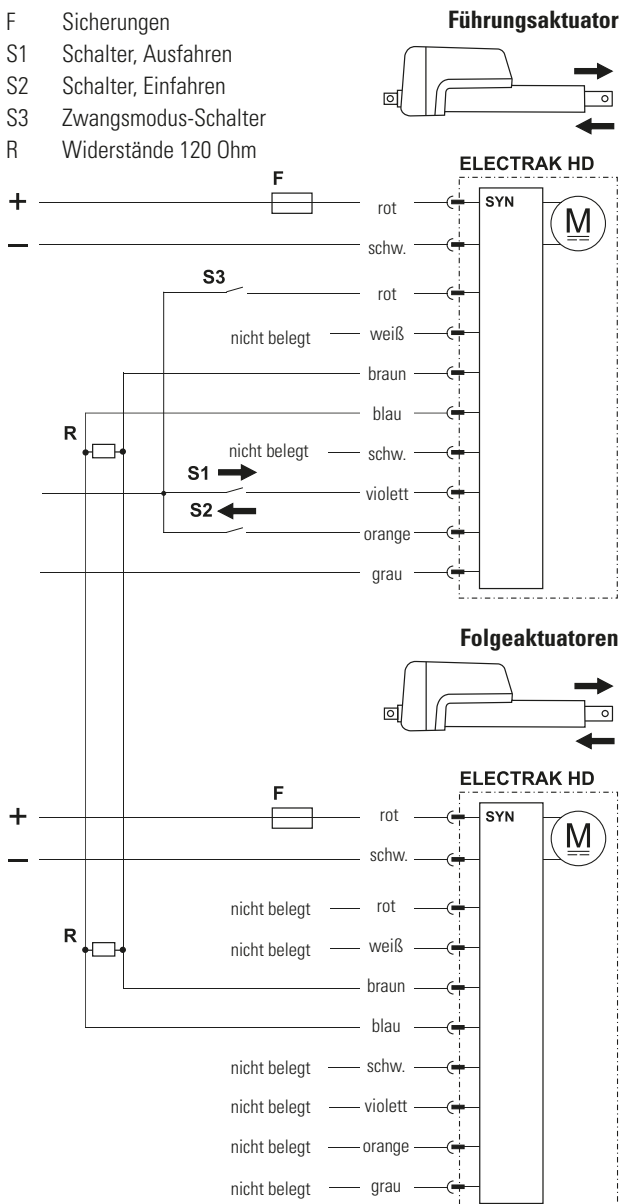 F Sicherungen
S1 Schalter, Ausfahren
S2 Schalter, Einfahren
S3 Zwangsmodus-Schalter
R Widerstände 120 Ohm
Führungsaktuator
ELECTRAK HD
+ F rot SYN M
– schw.
S3 rot
nicht belegt weiß
braun
blau
R
nicht belegt schw.
S1 violett
S2 orange
grau
Folgeaktuatoren
ELECTRAK HD
+ F rot SYN M
– schw.
nicht belegt rot
R nicht belegt weiß
braun
blau
nicht belegt schw.
nicht belegt violett
nicht belegt orange
nicht belegt grau